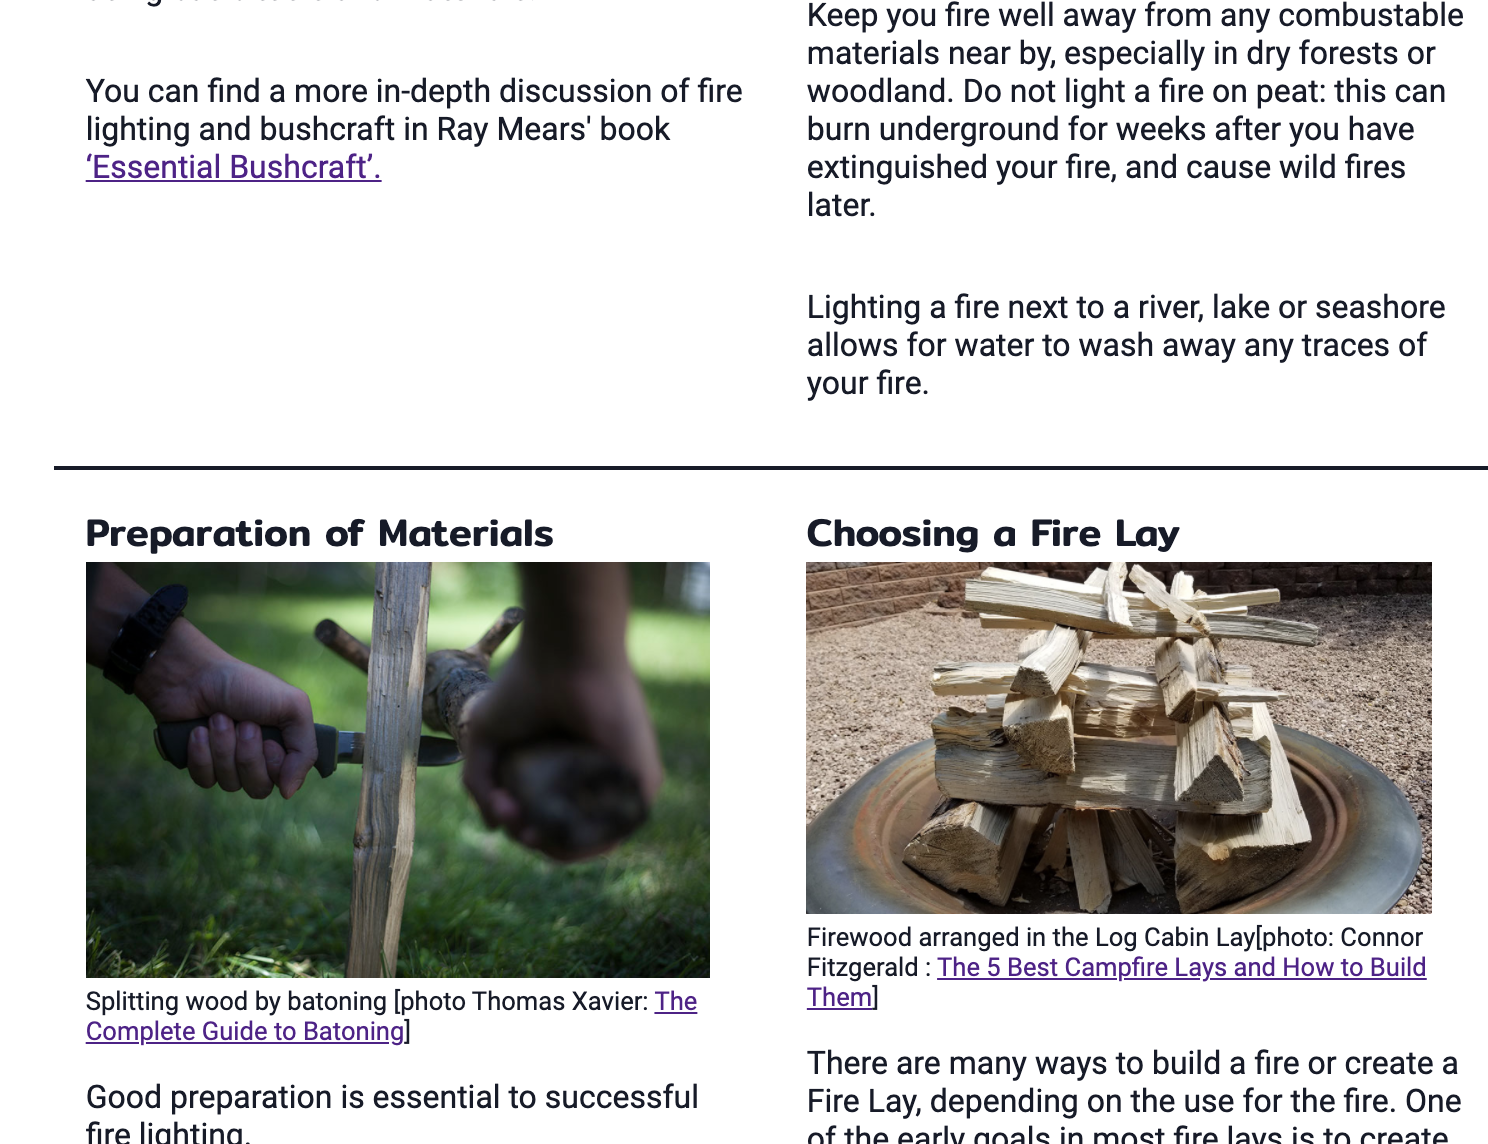 You can find a more in-depth discussion of fire
lighting and bushcraft in Ray Mears' book
‘Essential Bushcraft’.
Keep you fire well away from any combustable
materials near by, especially in dry forests or
woodland. Do not light a fire on peat: this can
burn underground for weeks after you have
extinguished your fire, and cause wild fires
later.
Lighting a fire next to a river, lake or seashore
allows for water to wash away any traces of
your fire.
Preparation of Materials
Splitting wood by batoning [photo Thomas Xavier: The
Complete Guide to Batoning]
Good preparation is essential to successful
fire lighting.
Choosing a Fire Lay
Firewood arranged in the Log Cabin Lay[photo: Connor
Fitzgerald : The 5 Best Campfire Lays and How to Build
Them]
There are many ways to build a fire or create a
Fire Lay, depending on the use for the fire. One
of the early goals in most fire lays is to create